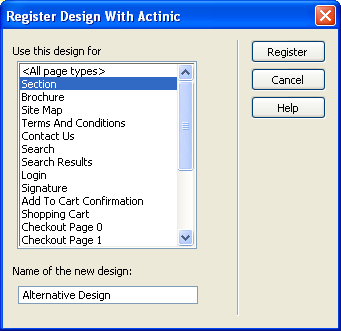 Register Design With Actinic
Use this design for
<All page types>
Section
Brochure
Site Map
Terms And Conditions
Contact Us
Search
Search Results
Login
Signature
Add To Cart Confirmation
Shopping Cart
Checkout Page 0
Checkout Page 1
Name of the new design:
Alternative Design
Register
Cancel
Help